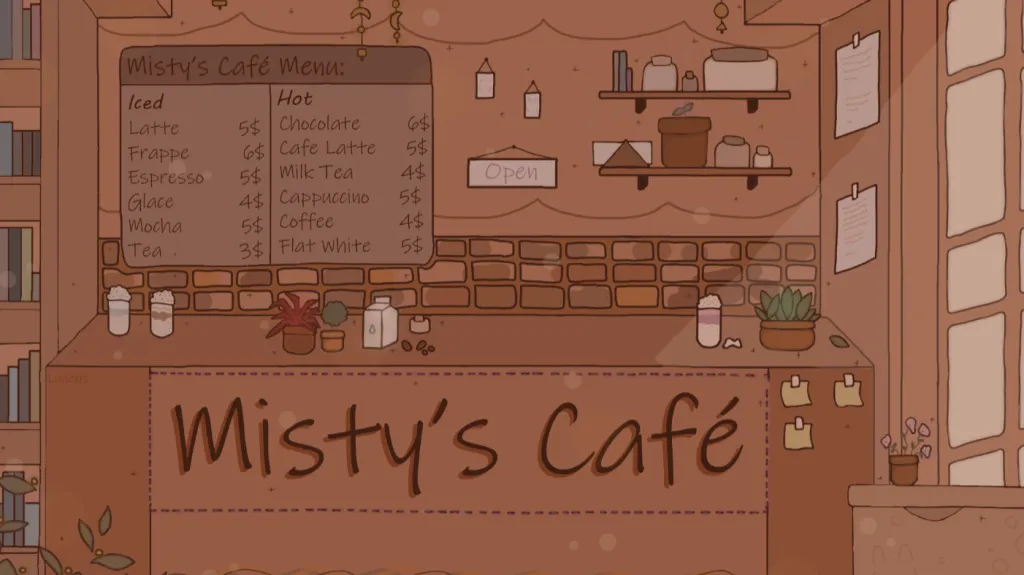 Misty's Café Menu:
Iced
Latte 5$
Frappe 6$
Espresso 5$
Glace 4$
Mocha 5$
Tea . 3$
Hot
Chocolate 6$
Cafe Latte 5$
Milk Tea 4$
Cappuccino 5$
Coffee 4$
Flat White 5$
Open
Misty's Café